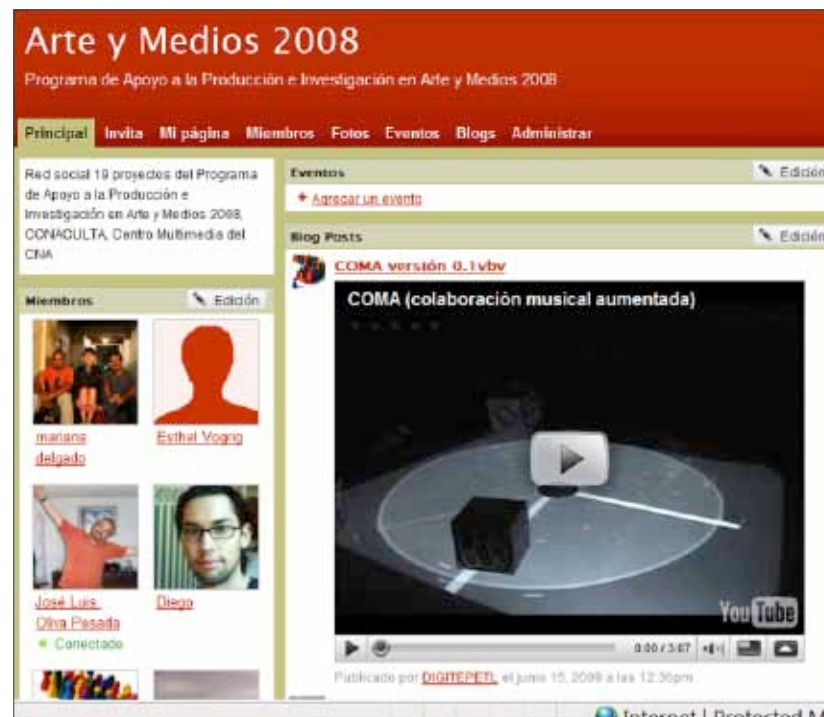 Arte y Medios 2008
Programa de Apoyo a la Producción e Investigación en Arte y Medios 2008
Principal Invita Mi página Miembros Fotos Eventos Blogs Administrar
Red social 19 proyectos del Programa
de Apoyo a la Producción e
Investigación en Arte y Medios 2008,
CONACULTA, Centro Multimedia del
CNA
Miembros Edición
mariana
delgado
Esthel Vogrig
José Luis
Oliva Posada
Conectado
Diego
Eventos Edición
Agregar un evento
Blog Posts Edición
COMA versión 0.1vbv
COMA (colaboración musical aumentada)
YouTube
0:00 / 3:07
Publicado por DIGITEPETL el junio 15, 2009 a las 12:36pm
Internet | Protected M